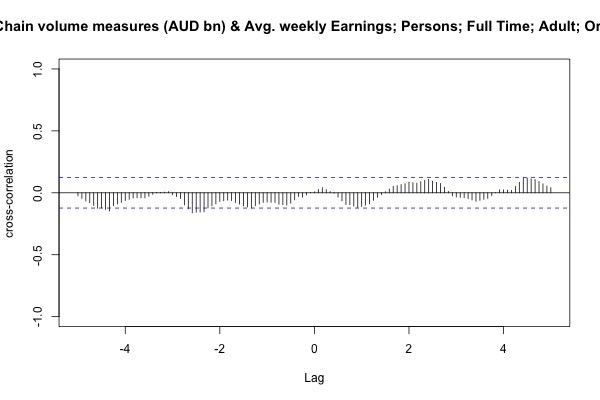 Chain volume measures (AUD bn) & Avg. weekly Earnings; Persons; Full Time; Adult; Or
cross-correlation
1.0
0.5
0.0
-0.5
-1.0
-4 -2 0 2 4
Lag